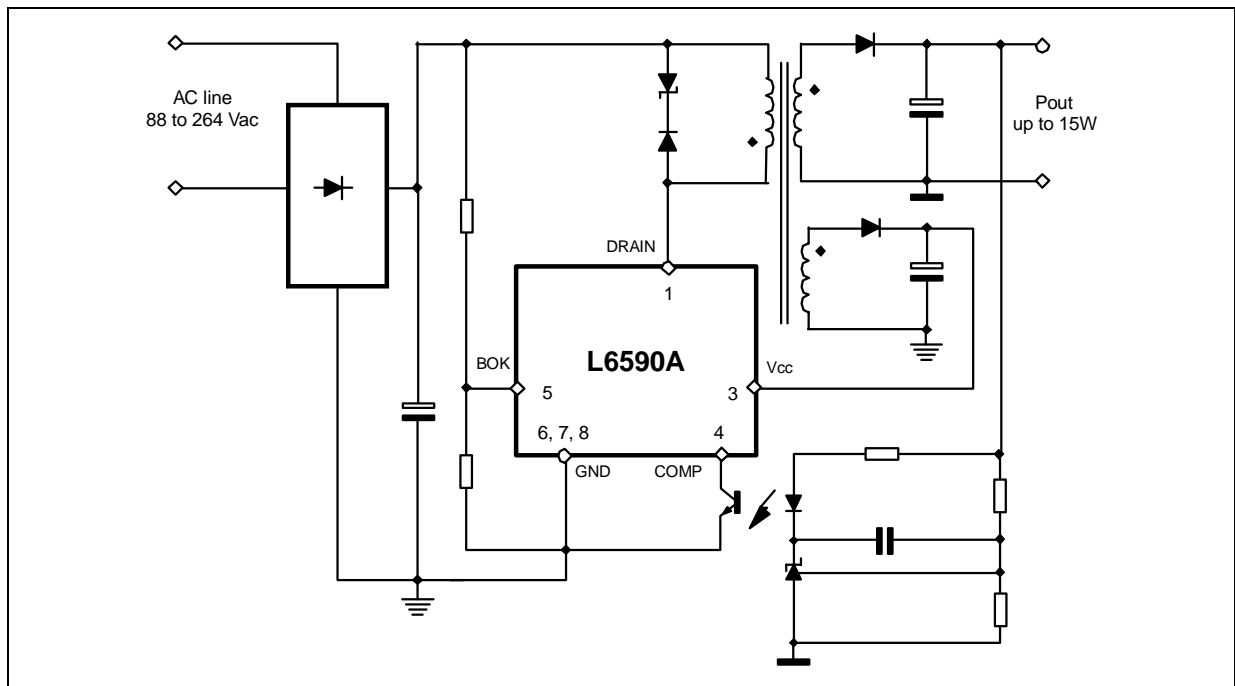 AC line
88 to 264 Vac
Pout
up to 15W
DRAIN
1
L6590A
BOK
5
Vcc
3
6, 7, 8
4
GND
COMP